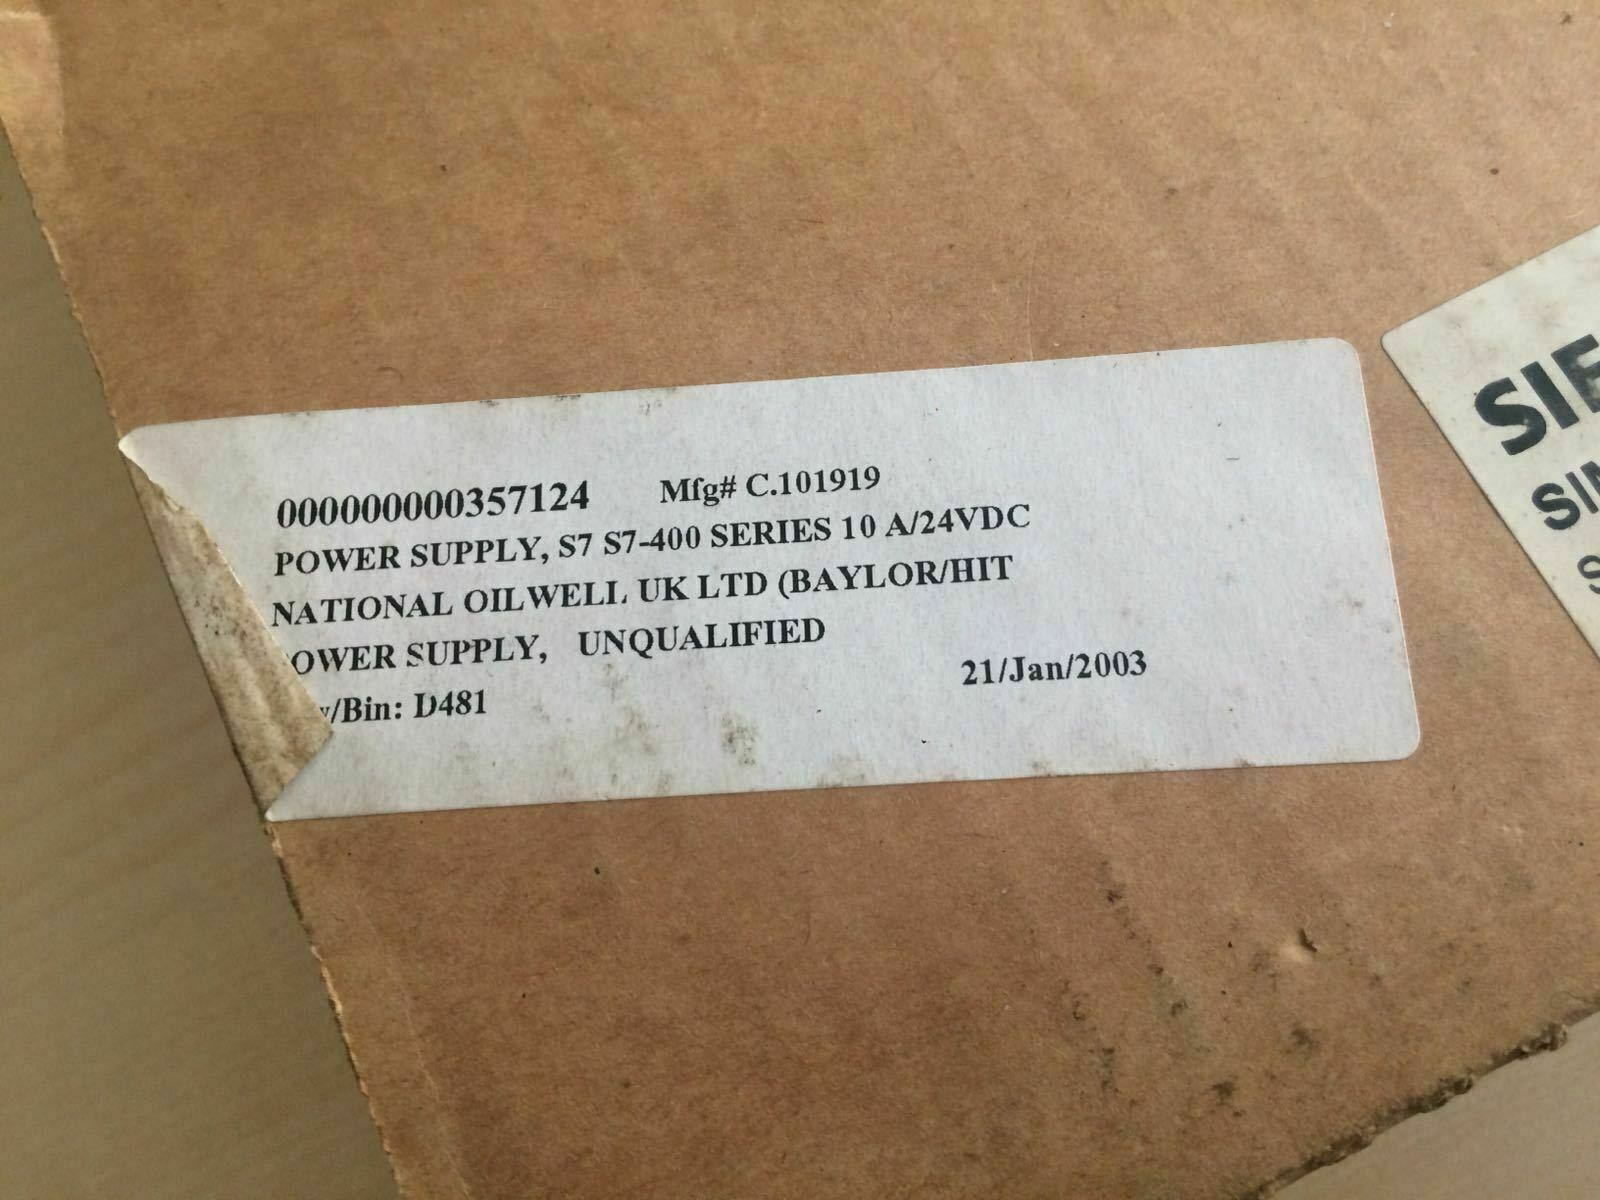 000000000357124 Mfg# C.101919
POWER SUPPLY, S7 S7-400 SERIES 10 A/24VDC
NATIONAL OILWELL UK LTD (BAYLOR/HIT
OWER SUPPLY, UNQUALIFIED
/Bin: D481 21/Jan/2003
SIE
SIM
S